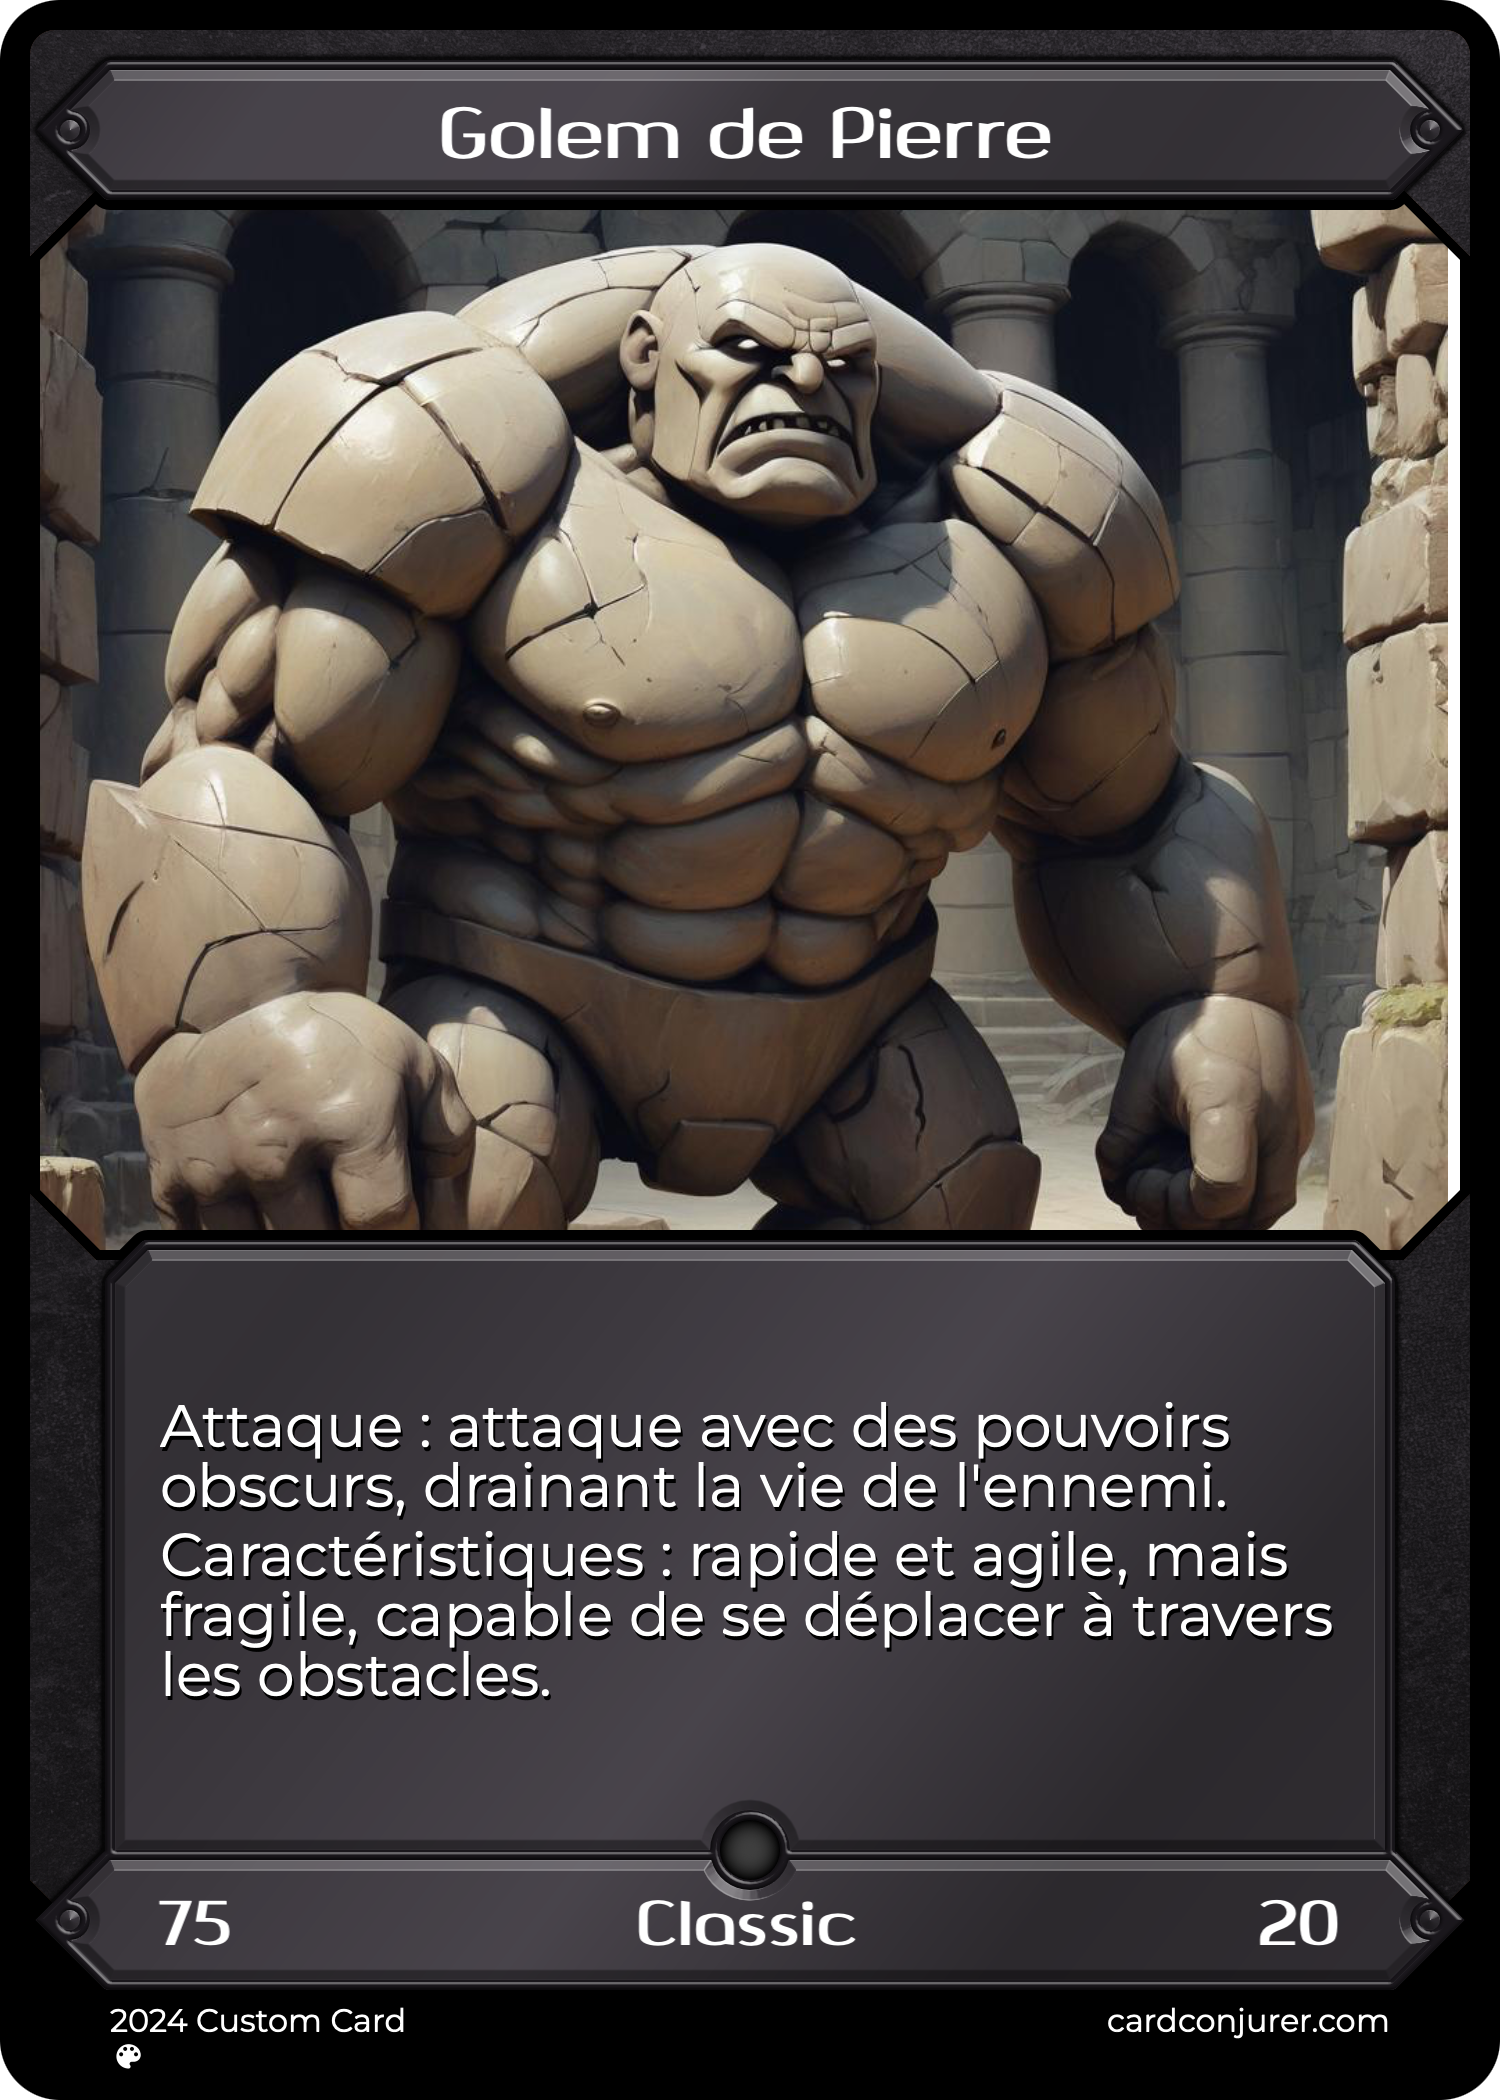 Golem de Pierre
Attaque : attaque avec des pouvoirs
obscurs, drainant la vie de l'ennemi.
Caractéristiques : rapide et agile, mais
fragile, capable de se déplacer à travers
les obstacles.
75 Classic 20
2024 Custom Card cardconjurer.com